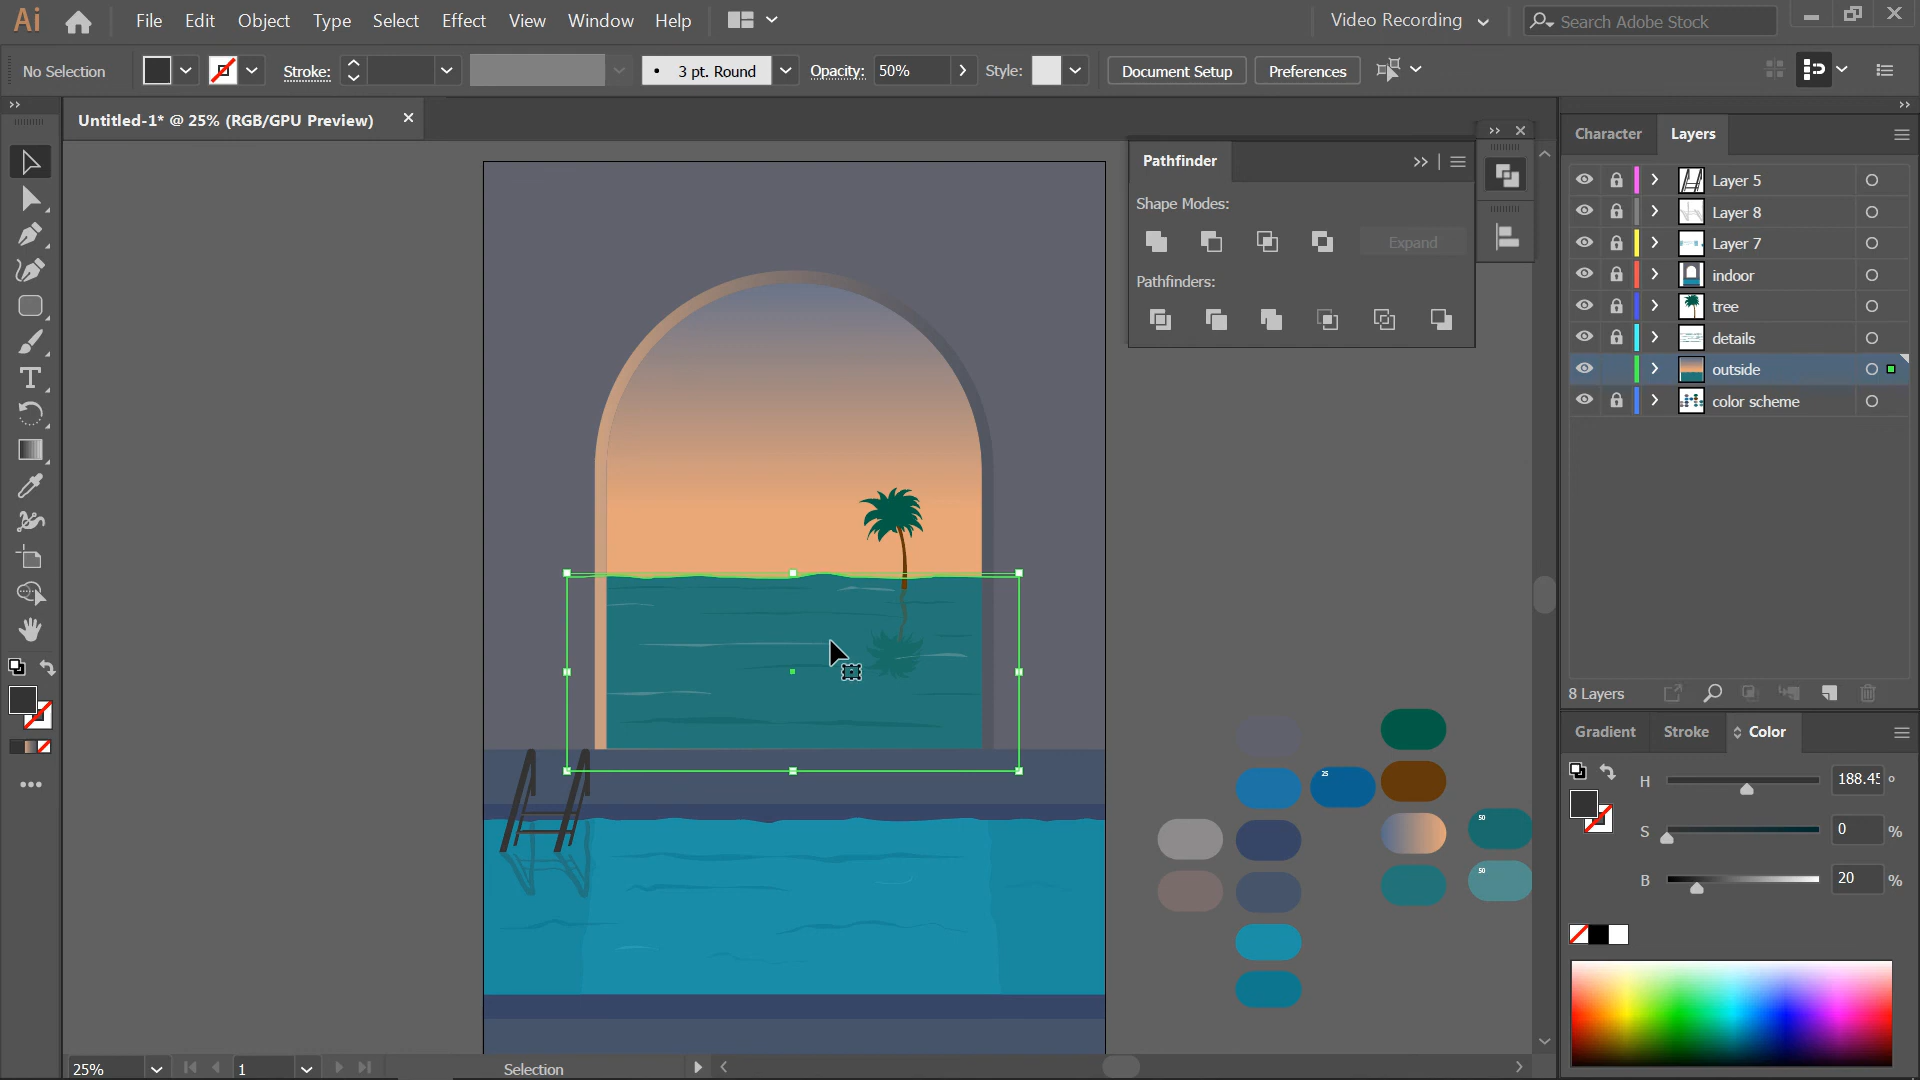 Ai File Edit Object Type Select Effect View Window Help Video Recording Search Adobe Stock
No Selection Stroke: 3 pt. Round Opacity: 50% Style: Document Setup Preferences
Untitled-1* @ 25% (RGB/GPU Preview)
Character Layers
Pathfinder
Shape Modes:
Expand
Pathfinders:
Layer 5
Layer 8
Layer 7
indoor
tree
details
outside
color scheme
8 Layers
Gradient Stroke Color
H 188.45 °
S 0 %
B 20 %
25
50
50
25% 1 Selection